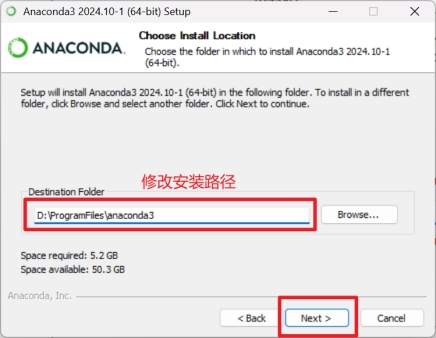 Anaconda3 2024.10-1 (64-bit) Setup
ANACONDA.
Choose Install Location
Choose the folder in which to install Anaconda3 2024.10-1
(64-bit).
Setup will install Anaconda3 2024.10-1 (64-bit) in the following folder. To install in a different
folder, click Browse and select another folder. Click Next to continue.
修改安装路径
Destination Folder
D:\ProgramFiles\anaconda3
Browse...
Space required: 5.2 GB
Space available: 50.3 GB
Anaconda, Inc.
< Back
Next >
Cancel